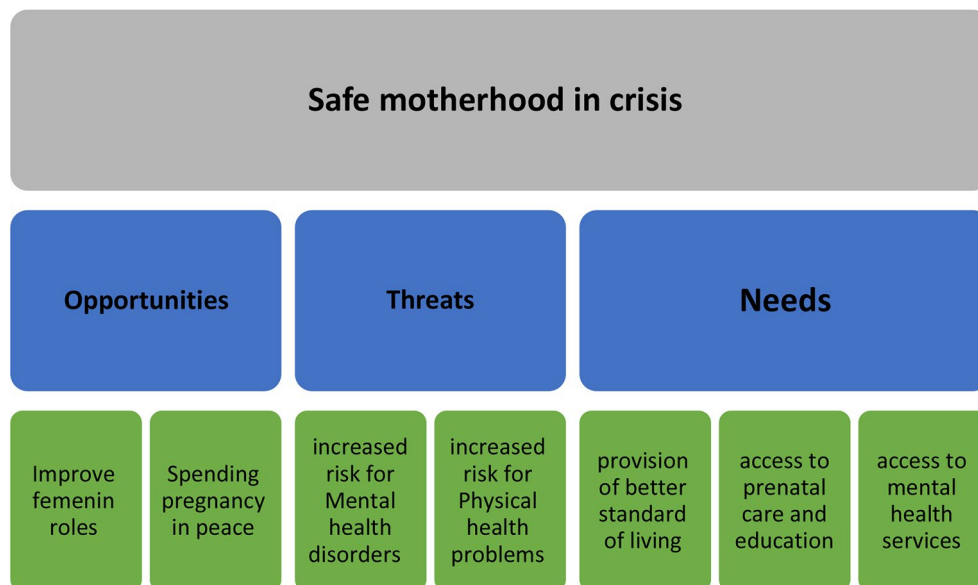 Safe motherhood in crisis
Opportunities
Threats
Needs
Improve
femenin
roles
Spending
pregnancy
in peace
increased
risk for
Mental
health
disorders
increased
risk for
Physical
health
problems
provision
of better
standard
of living
access to
prenatal
care and
education
access to
mental
health
services